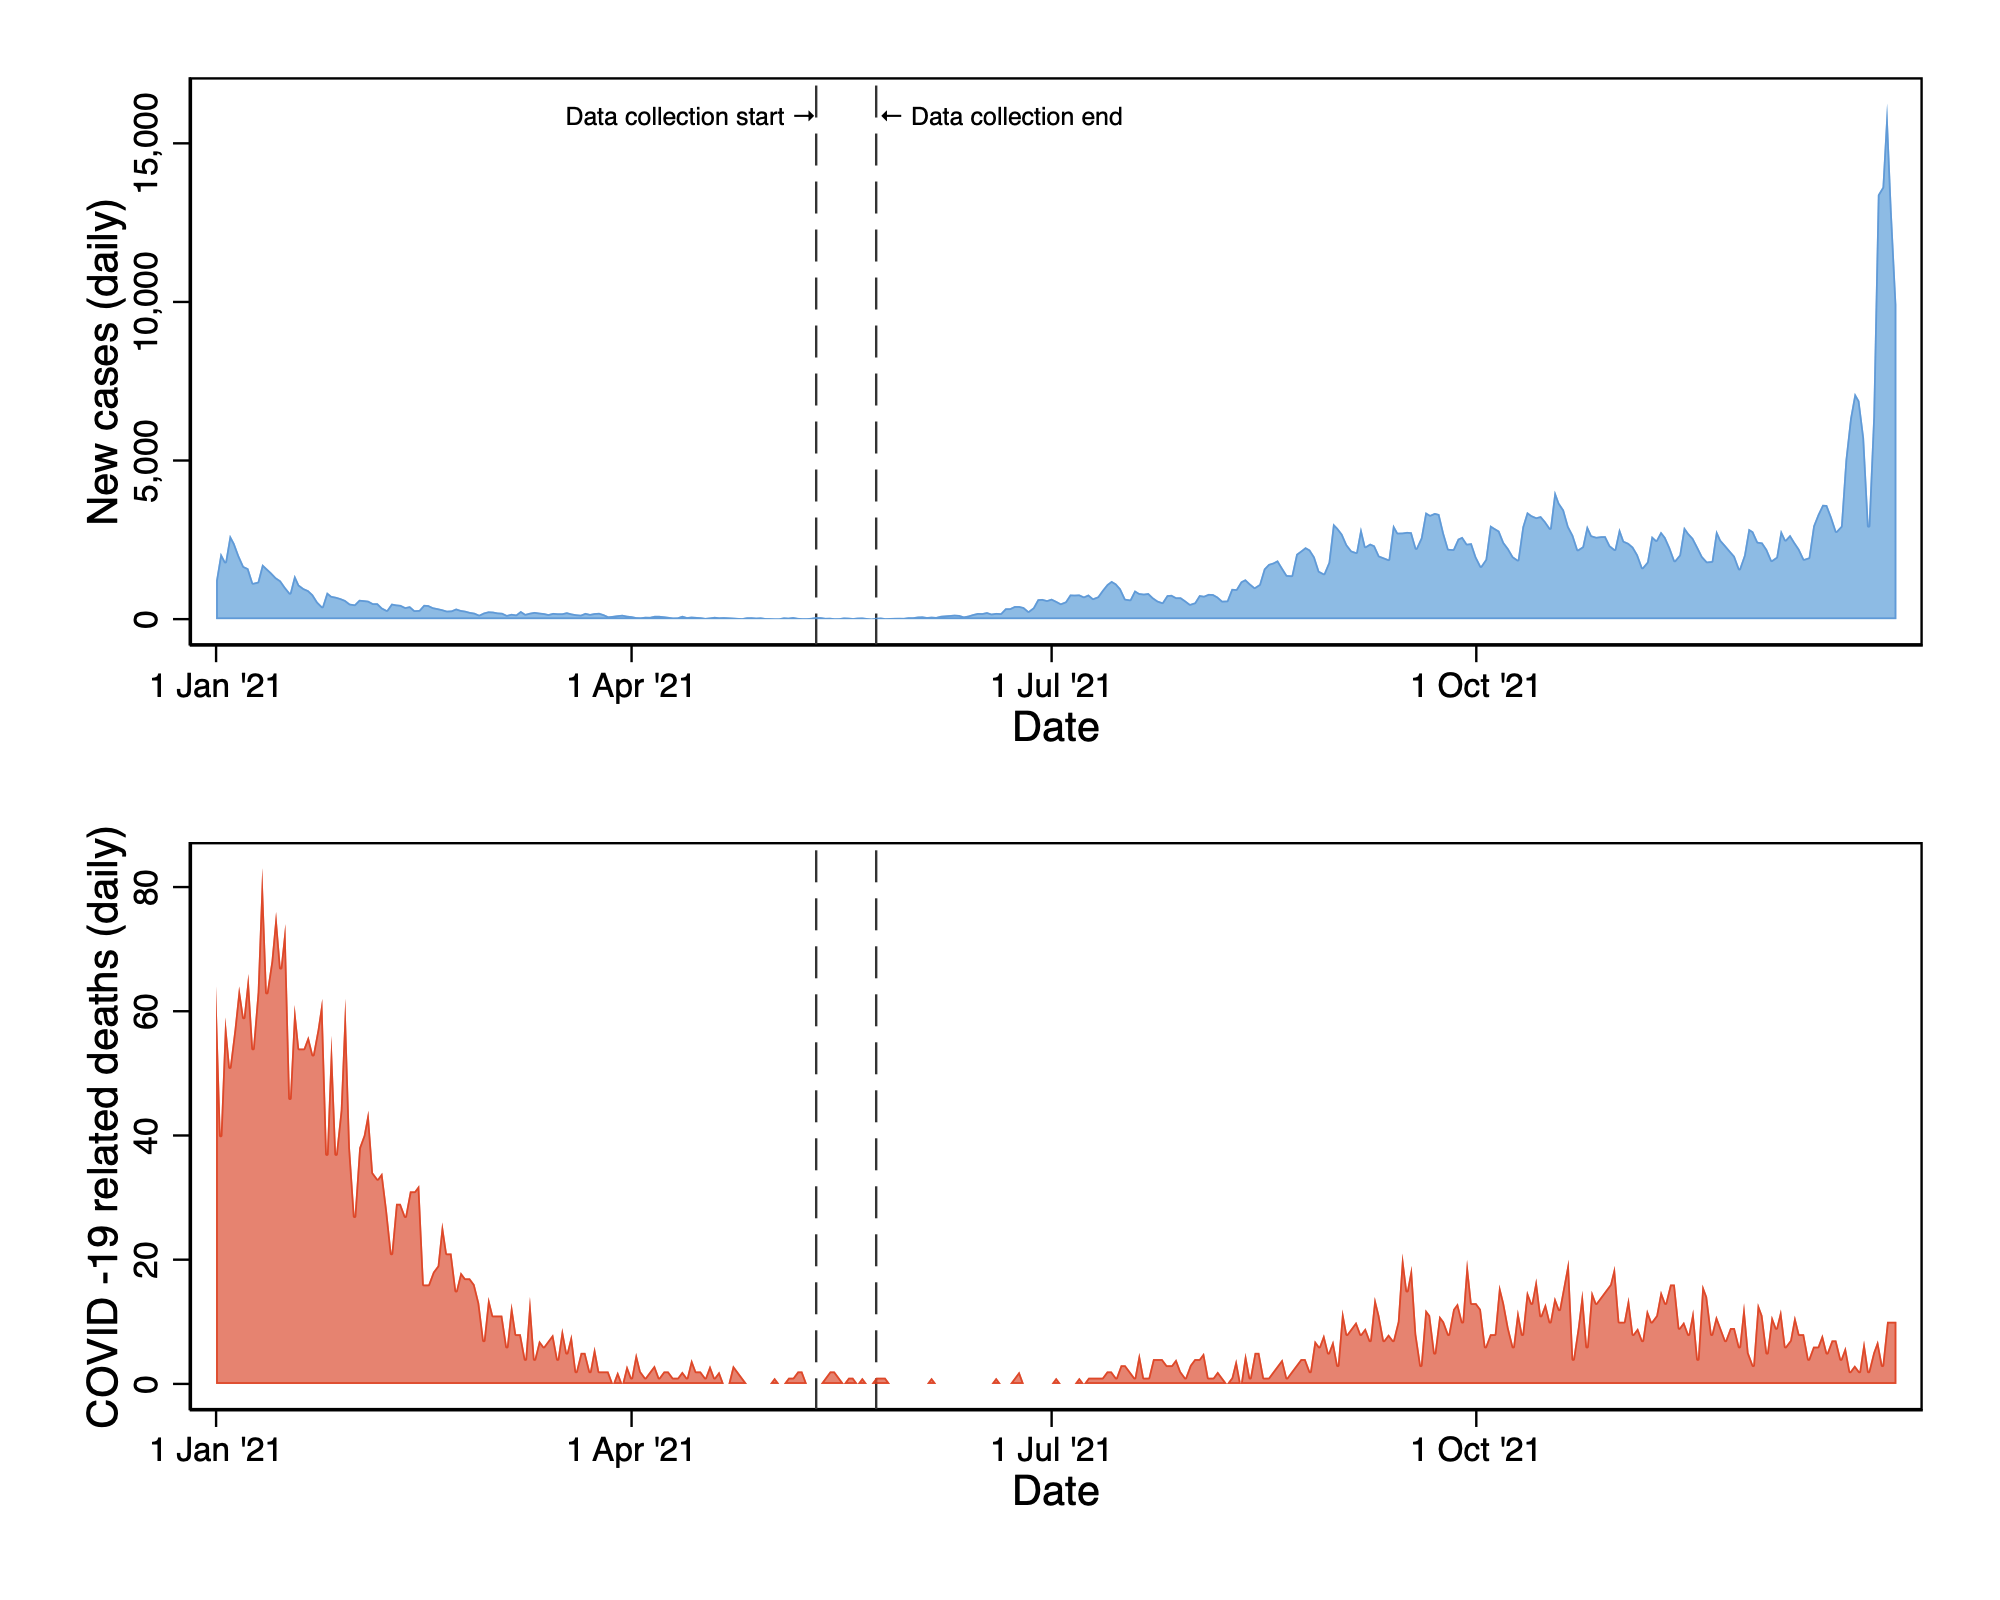 Data collection start →
← Data collection end
New cases (daily)
15,000
10,000
5,000
0
1 Jan '21
1 Apr '21
1 Jul '21
1 Oct '21
Date
COVID -19 related deaths (daily)
80
60
40
20
0
1 Jan '21
1 Apr '21
1 Jul '21
1 Oct '21
Date